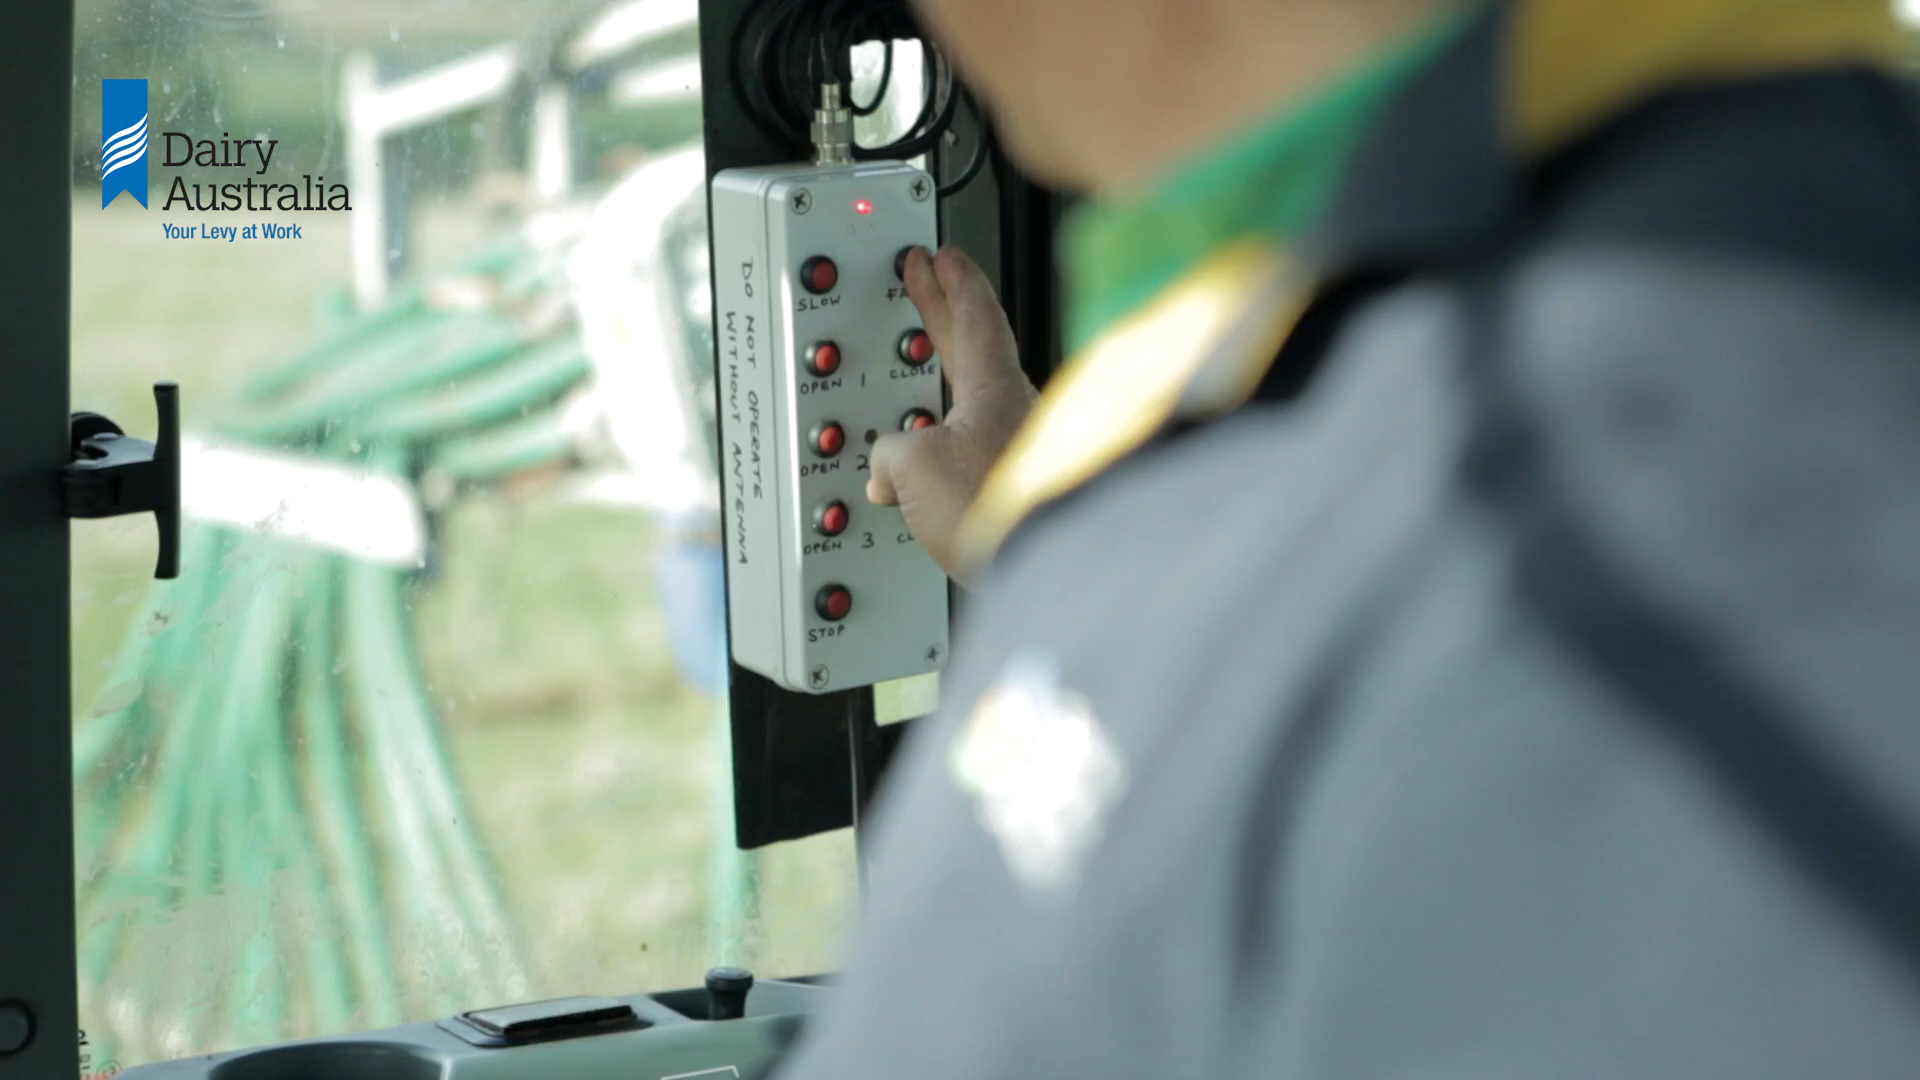 Dairy
Australia
Your Levy at Work
DO NOT OPERATE
WITHOUT ANTENNA
SLOW
OPEN 1 CLOSE
OPEN 2
OPEN 3
STOP